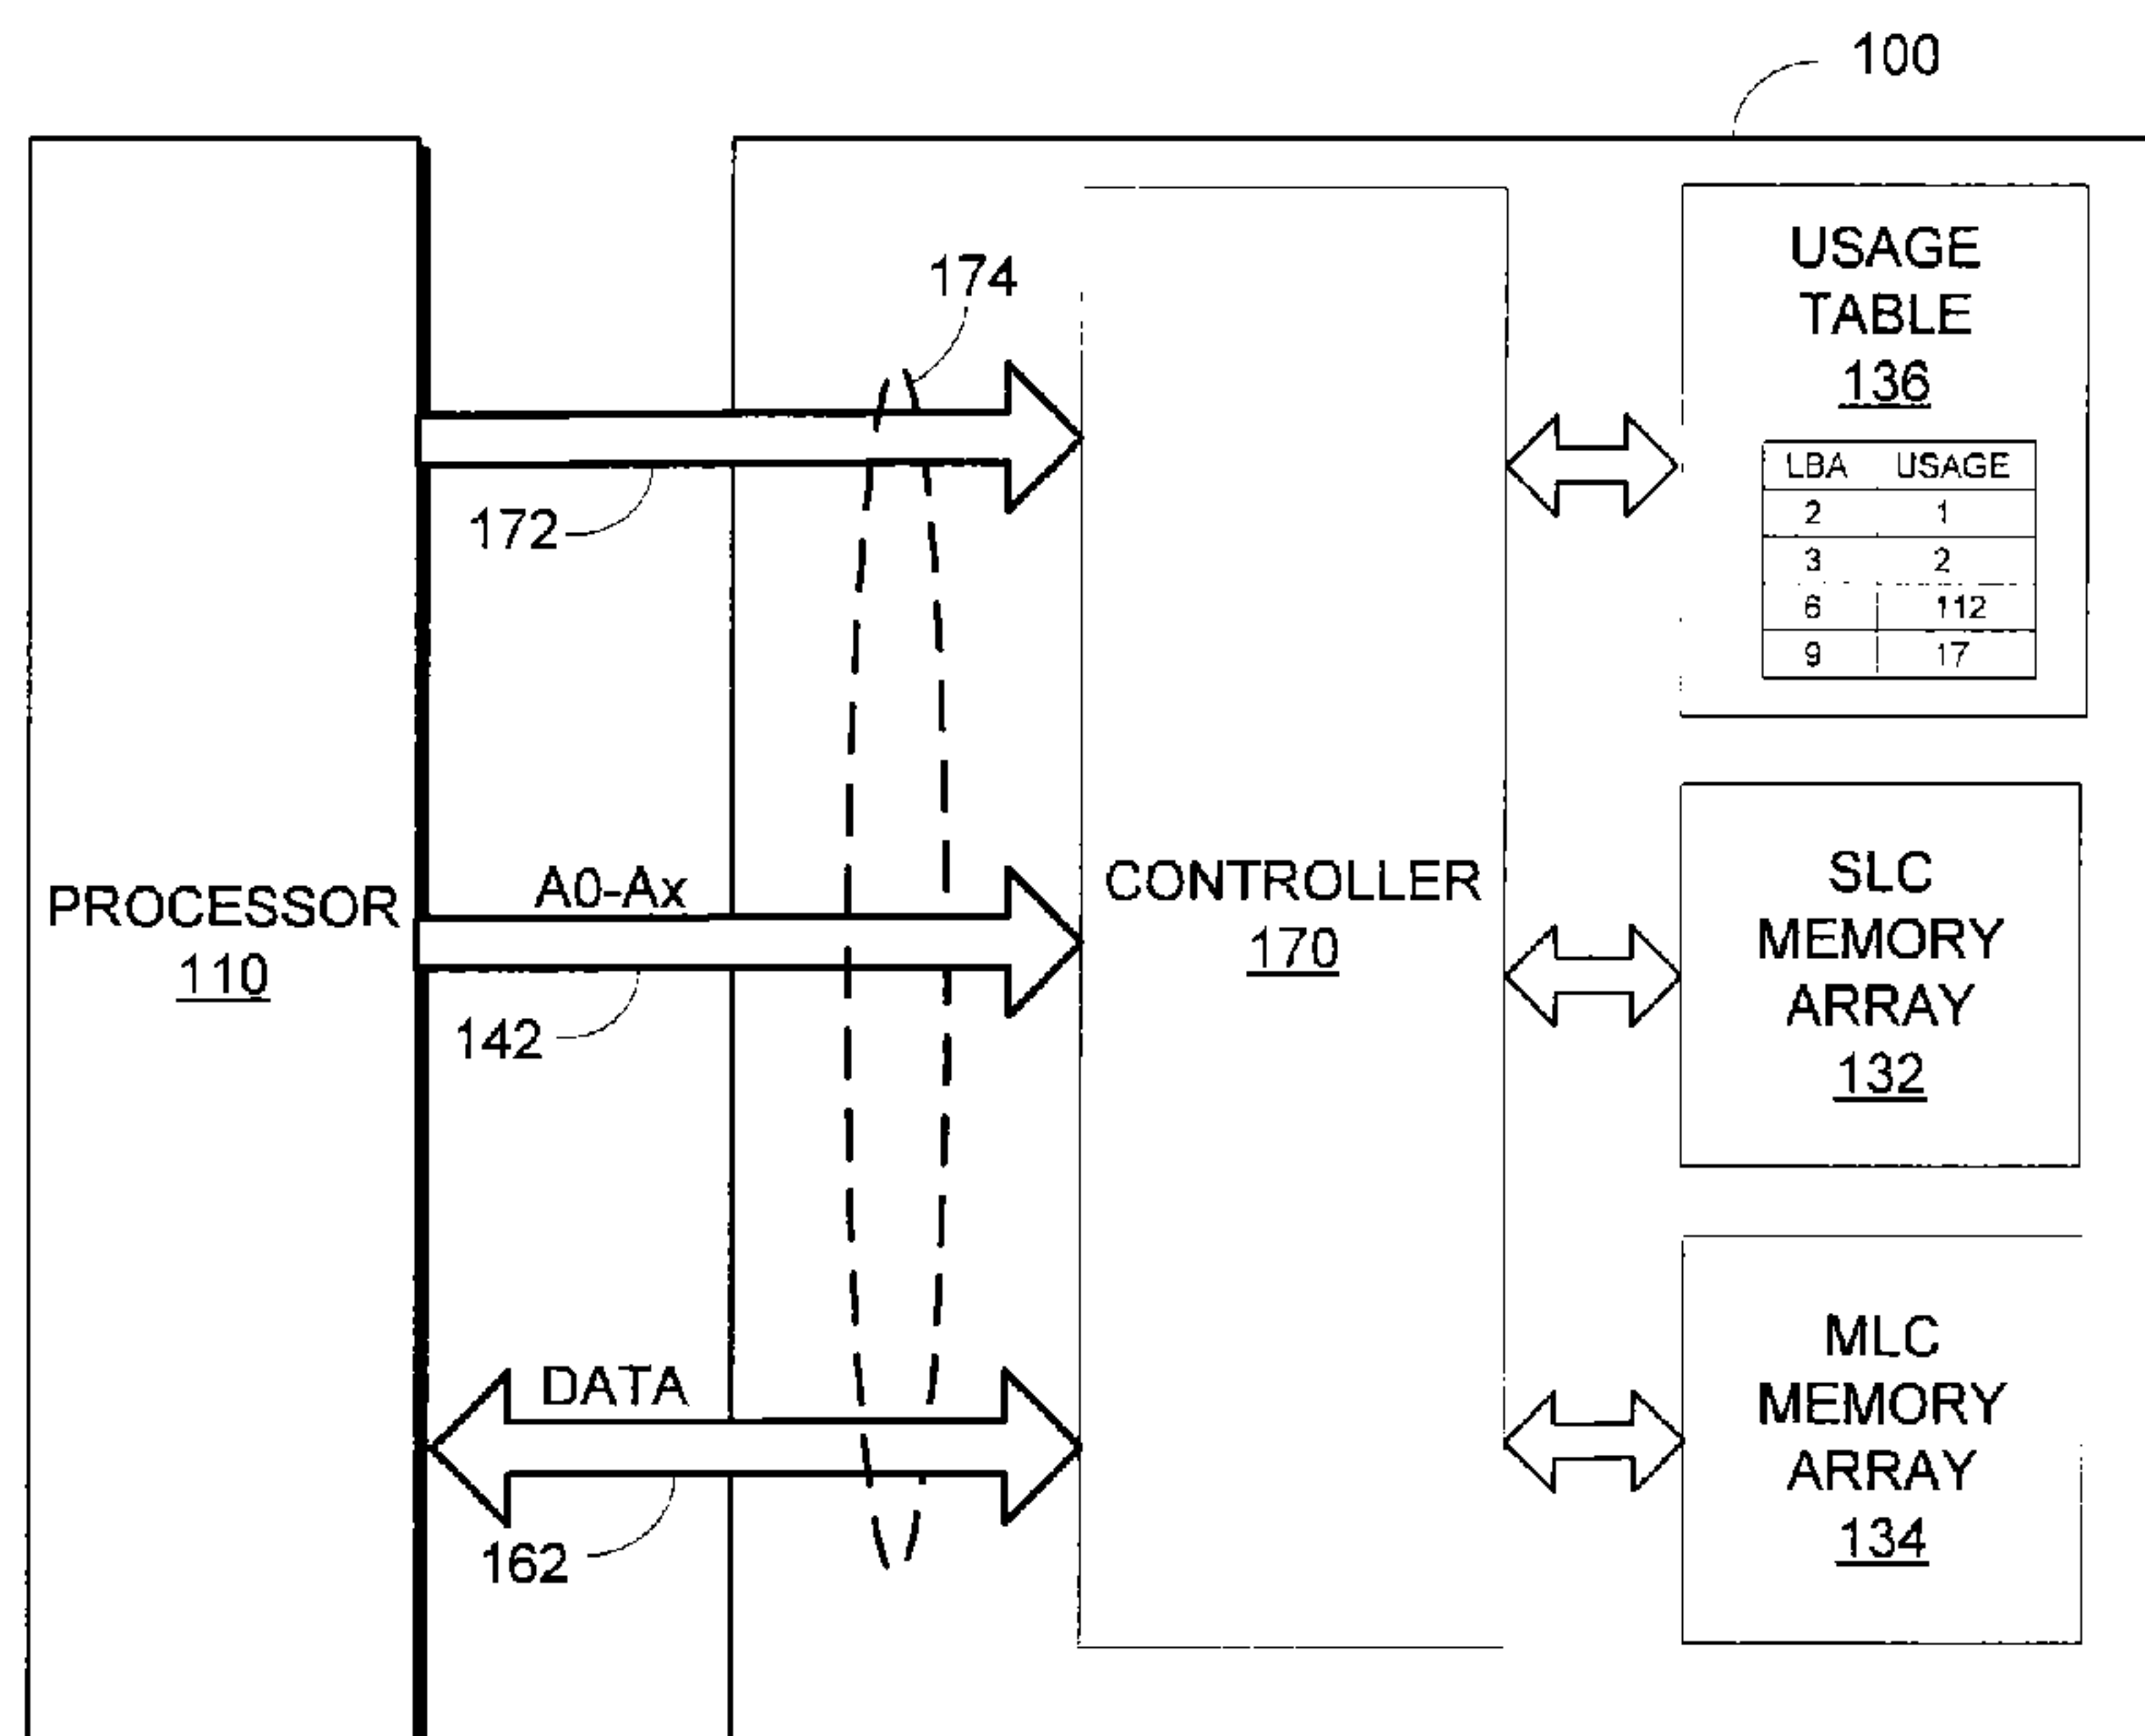 100
174
172
PROCESSOR
110
A0-Ax
142
DATA
162
CONTROLLER
170
USAGE
TABLE
136
LBA USAGE
2 1
3 2
6 112
9 17
SLC
MEMORY
ARRAY
132
MLC
MEMORY
ARRAY
134